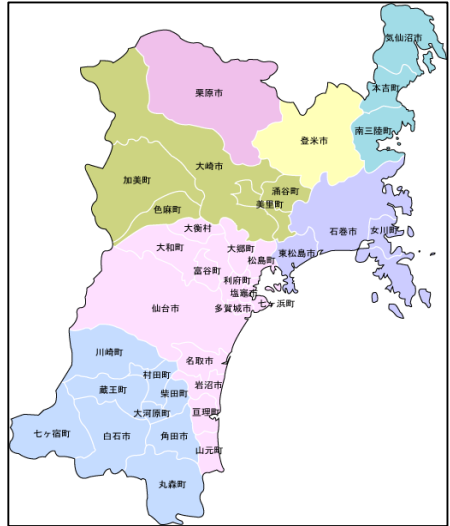 気仙沼市
本吉町
南三陸町
栗原市
登米市
大崎市
加美町
色麻町
涌谷町
美里町
石巻市
女川町
東松島市
大衡村
大和町
大郷町
松島町
富谷町
利府町
塩竈市
七ヶ浜町
多賀城市
仙台市
名取市
岩沼市
亘理町
山元町
川崎町
村田町
柴田町
蔵王町
大河原町
七ヶ宿町
白石市
角田市
丸森町